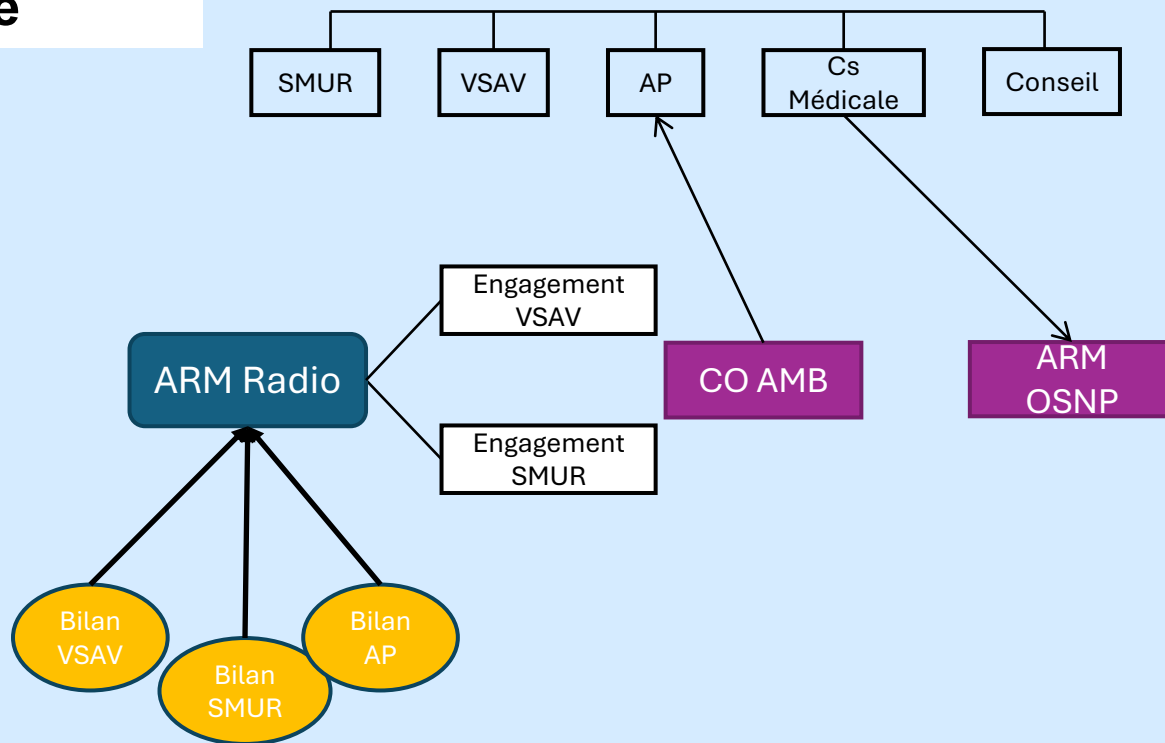 SMUR
VSAV
AP
Cs
Médicale
Conseil
Engagement
VSAV
ARM Radio
CO AMB
ARM
OSNP
Engagement
SMUR
Bilan
VSAV
Bilan
SMUR
Bilan
AP